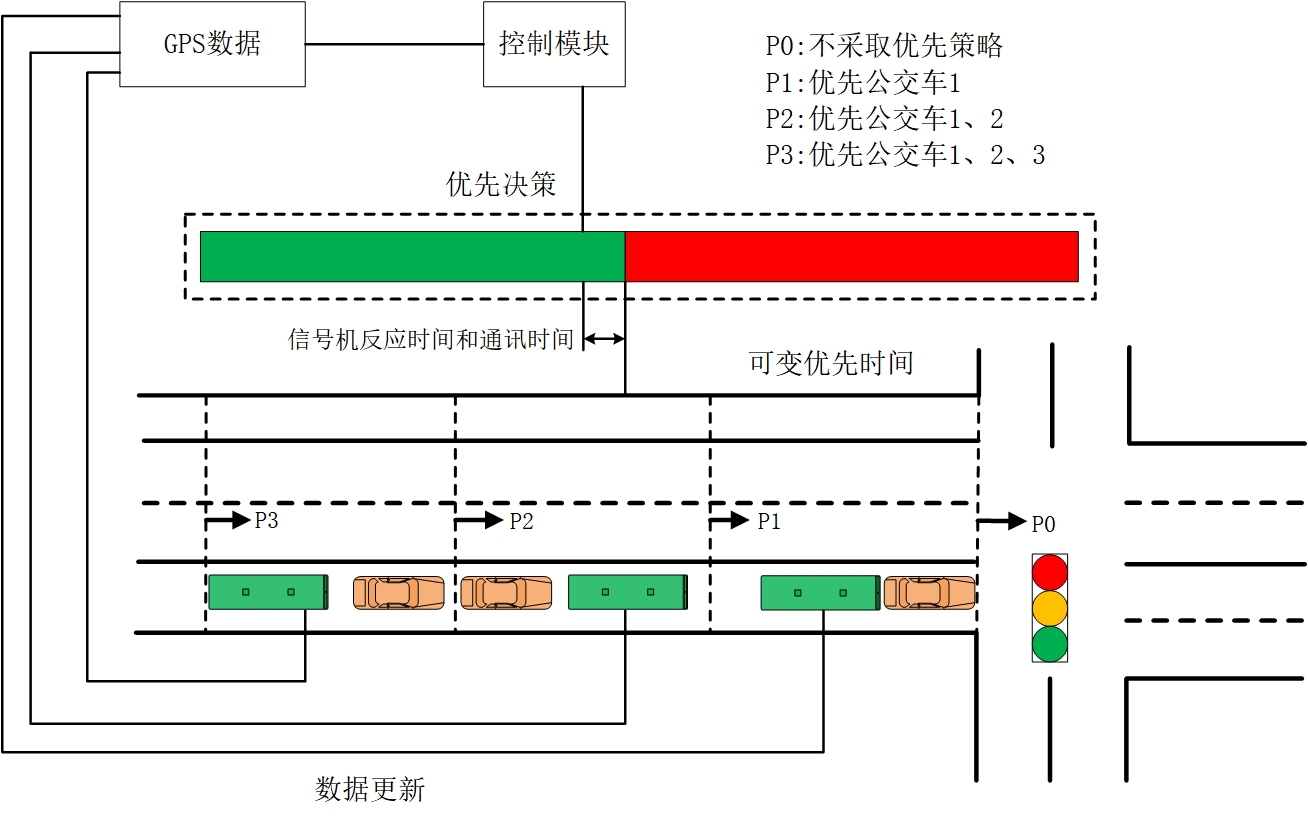 GPS数据
控制模块
P0:不采取优先策略
P1:优先公交车1
P2:优先公交车1、2
P3:优先公交车1、2、3
优先决策
信号机反应时间和通讯时间
可变优先时间
P3
P2
P1
P0
数据更新